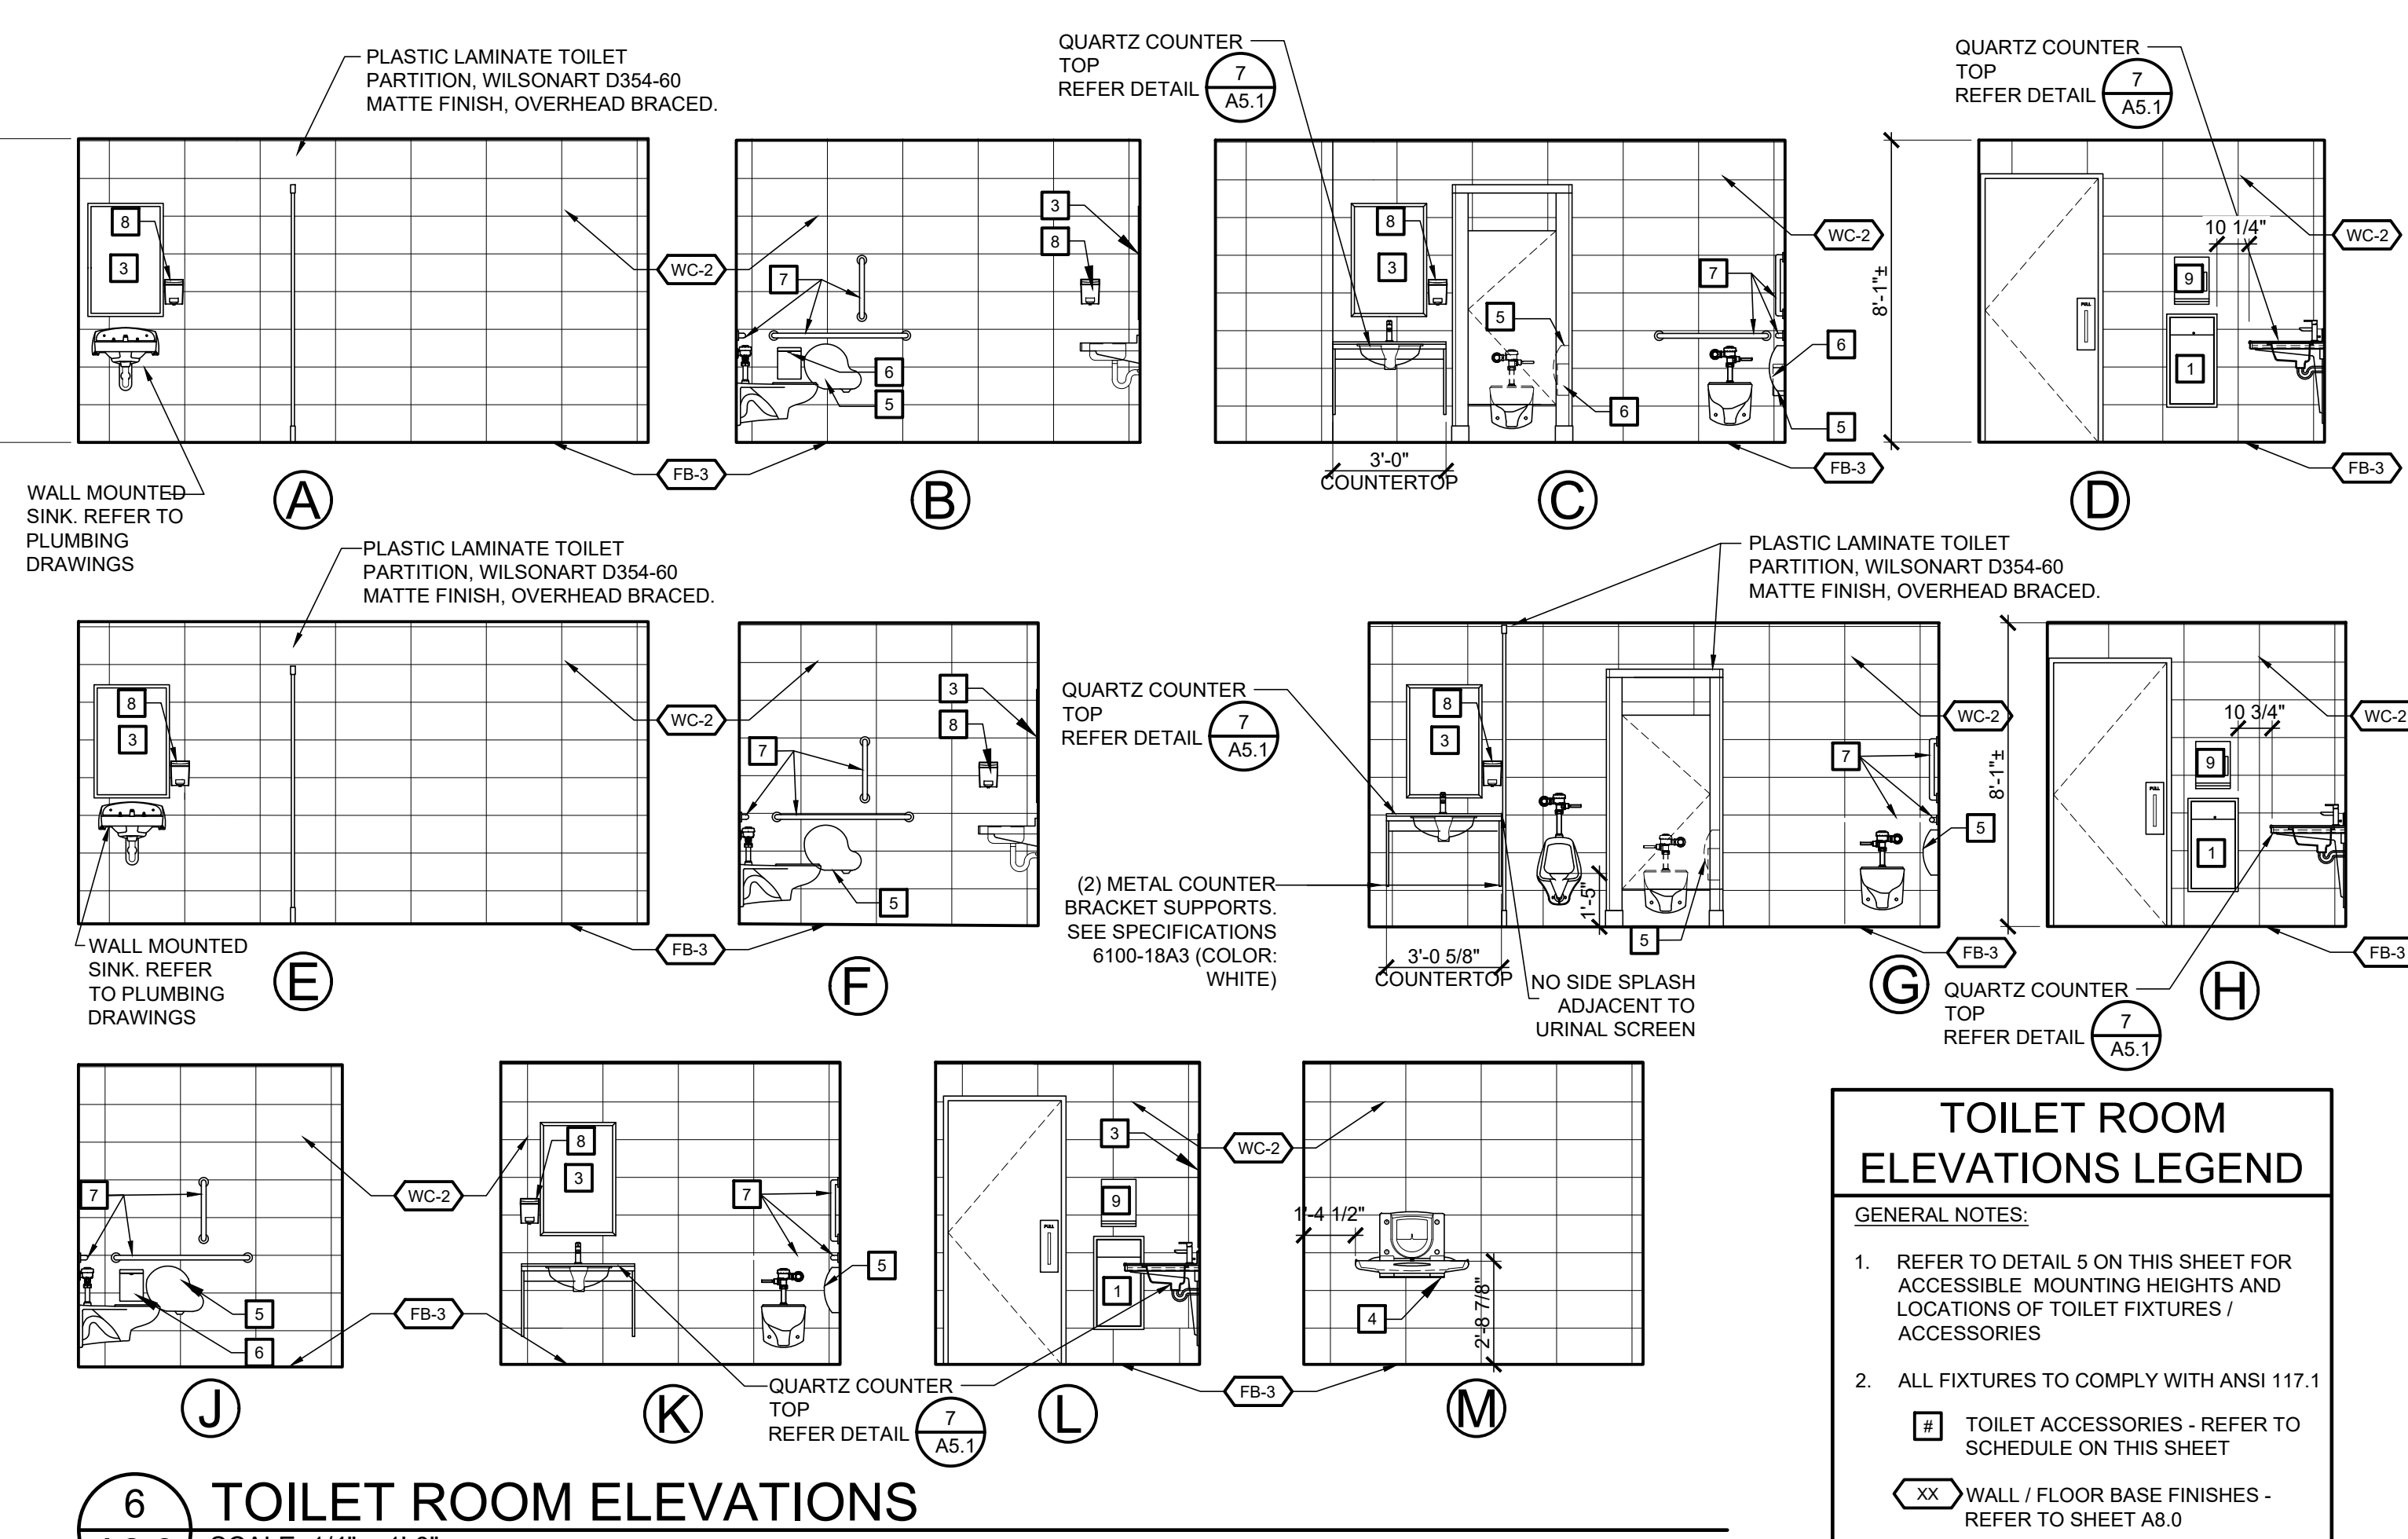 PLASTIC LAMINATE TOILET
PARTITION, WILSONART D354-60
MATTE FINISH, OVERHEAD BRACED.
QUARTZ COUNTER
TOP
REFER DETAIL
7
A5.1
QUARTZ COUNTER
TOP
REFER DETAIL
7
A5.1
8
3
WC-2
3
8
7
6
5
8
3
5
7
6
6
5
WC-2
8'-1"±
10 1/4"
9
1
WC-2
3'-0"
COUNTERTOP
FB-3
FB-3
FB-3
WALL MOUNTED
SINK. REFER TO
PLUMBING
DRAWINGS
A
B
C
D
PLASTIC LAMINATE TOILET
PARTITION, WILSONART D354-60
MATTE FINISH, OVERHEAD BRACED.
PLASTIC LAMINATE TOILET
PARTITION, WILSONART D354-60
MATTE FINISH, OVERHEAD BRACED.
8
3
WC-2
3
8
7
5
QUARTZ COUNTER
TOP
REFER DETAIL
7
A5.1
8
3
7
5
5
WC-2
8'-1"±
10 3/4"
9
1
WC-2
1'-5"
(2) METAL COUNTER
BRACKET SUPPORTS.
SEE SPECIFICATIONS
6100-18A3 (COLOR:
WHITE)
3'-0 5/8"
COUNTERTOP
NO SIDE SPLASH
ADJACENT TO
URINAL SCREEN
FB-3
FB-3
FB-3
WALL MOUNTED
SINK. REFER
TO PLUMBING
DRAWINGS
E
F
G
H
QUARTZ COUNTER
TOP
REFER DETAIL
7
A5.1
7
5
6
WC-2
FB-3
8
3
7
5
3
9
1
WC-2
1'-4 1/2"
4
2'-8 7/8"
FB-3
QUARTZ COUNTER
TOP
REFER DETAIL
7
A5.1
J
K
L
M
TOILET ROOM
ELEVATIONS LEGEND
GENERAL NOTES:
1. REFER TO DETAIL 5 ON THIS SHEET FOR
ACCESSIBLE MOUNTING HEIGHTS AND
LOCATIONS OF TOILET FIXTURES /
ACCESSORIES
2. ALL FIXTURES TO COMPLY WITH ANSI 117.1
# TOILET ACCESSORIES - REFER TO
SCHEDULE ON THIS SHEET
XX WALL / FLOOR BASE FINISHES -
REFER TO SHEET A8.0
6
TOILET ROOM ELEVATIONS